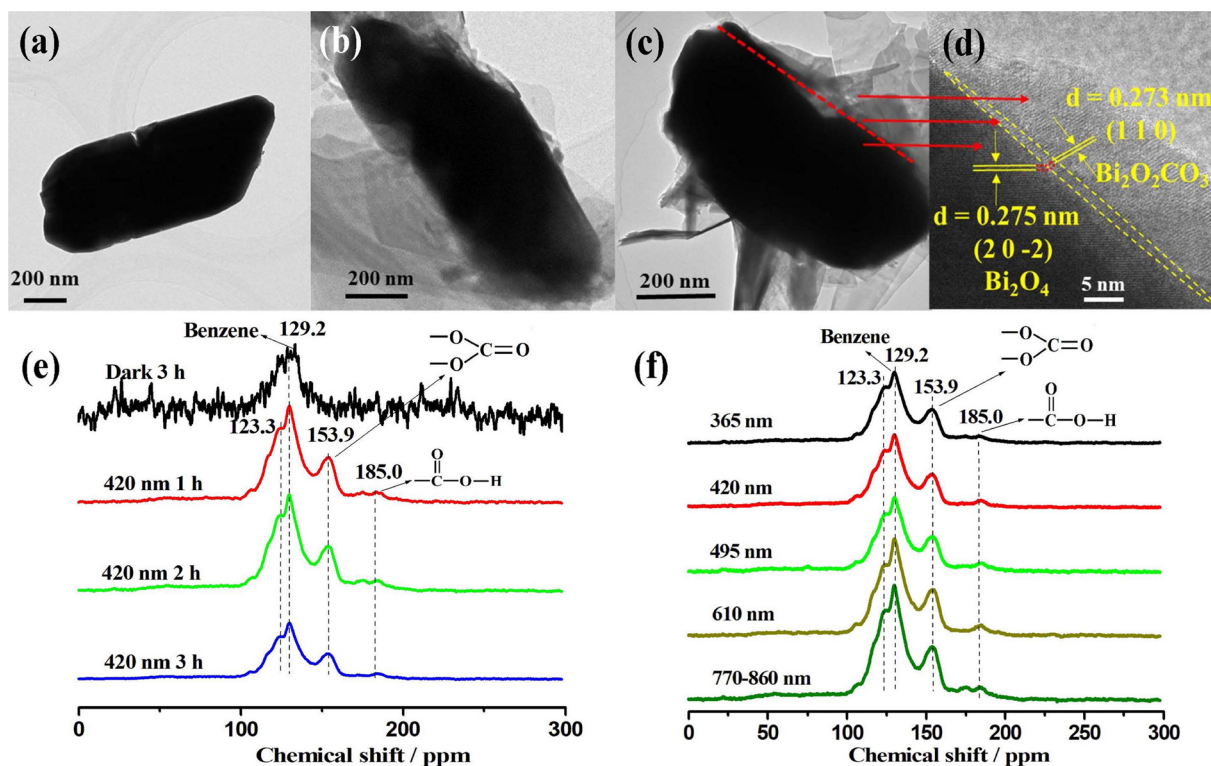 (a)
200 nm
(b)
200 nm
(c)
200 nm
(d)
d = 0.273 nm
(1 1 0)
Bi₂O₂CO₃
d = 0.275 nm
(2 0 -2)
Bi₂O₄
5 nm
(e)
Benzene
129.2
Dark 3 h
O
O
C
O
123.3
153.9
185.0
O
C
O
H
420 nm 1 h
420 nm 2 h
420 nm 3 h
0
100
200
300
Chemical shift / ppm
(f)
Benzene
129.2
O
O
C
O
123.3
153.9
185.0
O
C
O
H
365 nm
420 nm
495 nm
610 nm
770-860 nm
0
50
100
150
200
250
300
Chemical shift / ppm